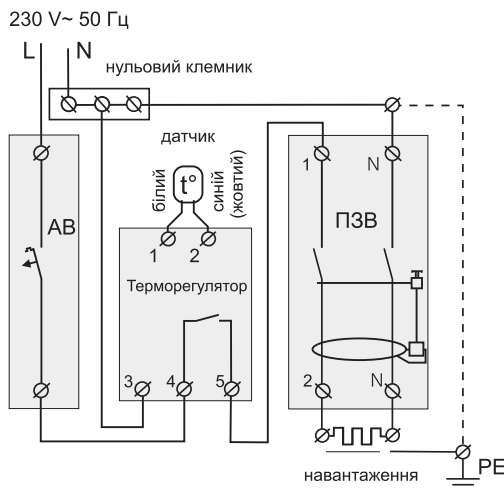 230 V~ 50 Гц
L
N
нульовий клемник
датчик
білий
t°
синій
(жовтий)
1
N
АВ
ПЗВ
1
2
Терморегулятор
3
4
5
2
N
навантаження
PE